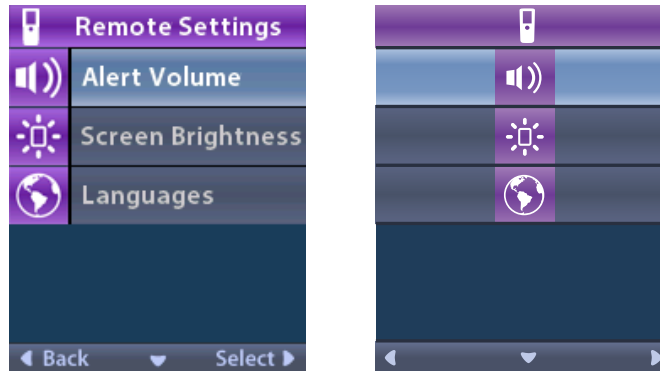 Remote Settings
Alert Volume
Screen Brightness
Languages
Back Select